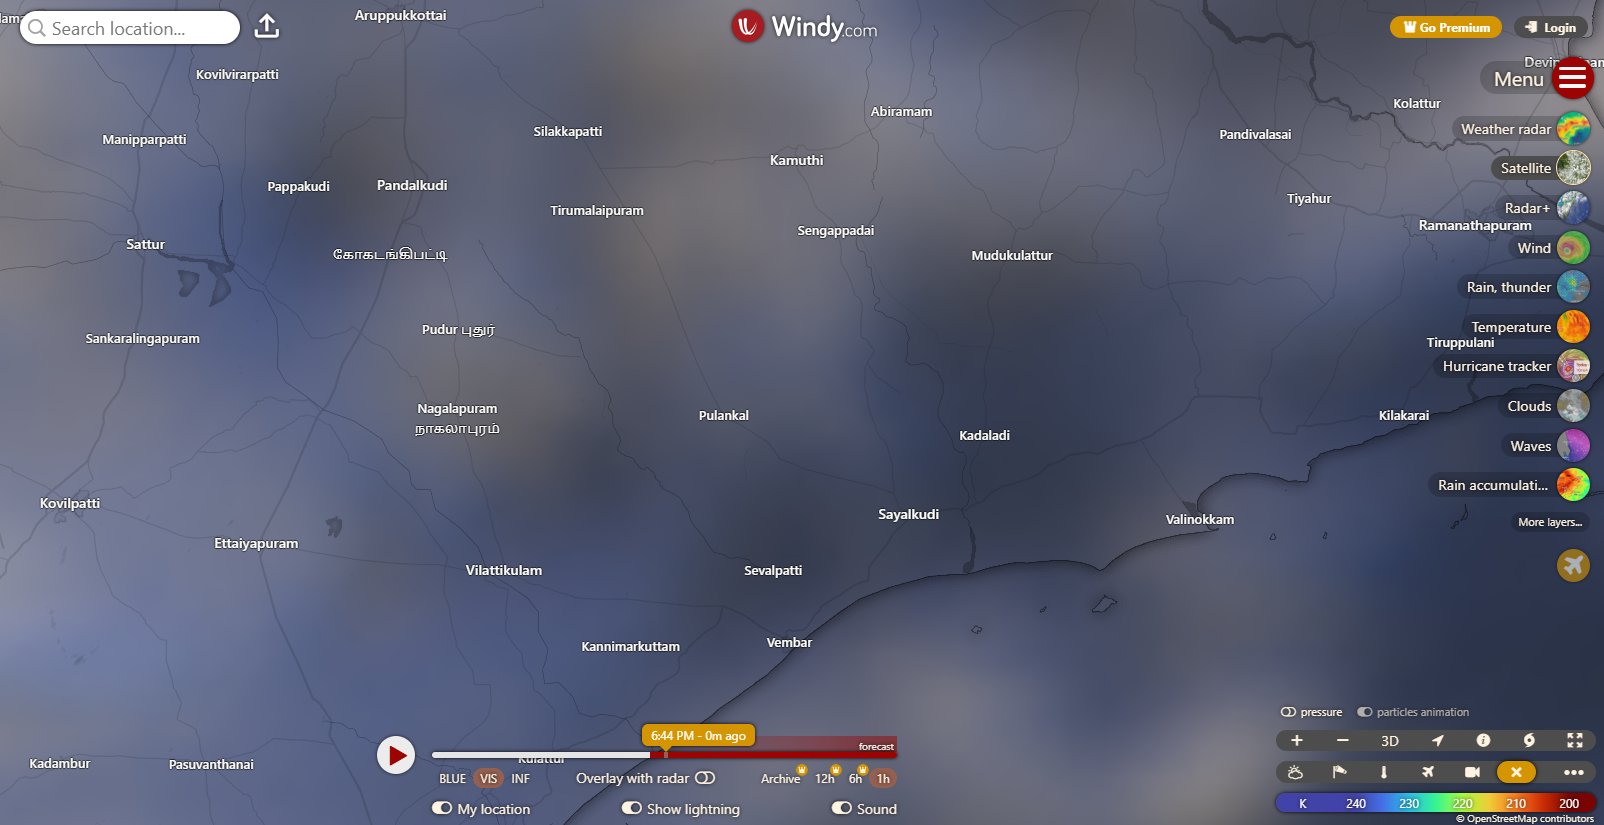 Aruppukkottai
Search location...
Windy.com
Go Premium
Login
Kovilvirarpatti
Menu
Kolattur
Abiramam
Weather radar
Silakkapatti
Pandivalasai
Manipparpatti
Kamuthi
Satellite
Pappakudi
Pandalkudi
Tiyahur
Radar+
Tirumalaipuram
Ramanathapuram
Sengappadai
Sattur
Wind
கோகடங்கிபட்டி
Mudukulattur
Rain, thunder
Pudur புதுர்
Temperature
Sankaralingapuram
Tiruppulani
Hurricane tracker
Nagalapuram
நாகலாபுரம்
Clouds
Pulankal
Kilakarai
Kadaladi
Waves
Rain accumulati...
Kovilpatti
Sayalkudi
Valinokkam
More layers...
Ettaiyapuram
Vilattikulam
Sevalpatti
Kannimarkuttam
Vembar
pressure
particles animation
6:44 PM - 0m ago
3D
forecast
Kadambur
Pasuvanthanai
Kulattur
BLUE VIS INF
Overlay with radar
Archive 12h 6h 1h
My location
Show lightning
Sound
K 240 230 220 210 200
© OpenStreetMap contributors